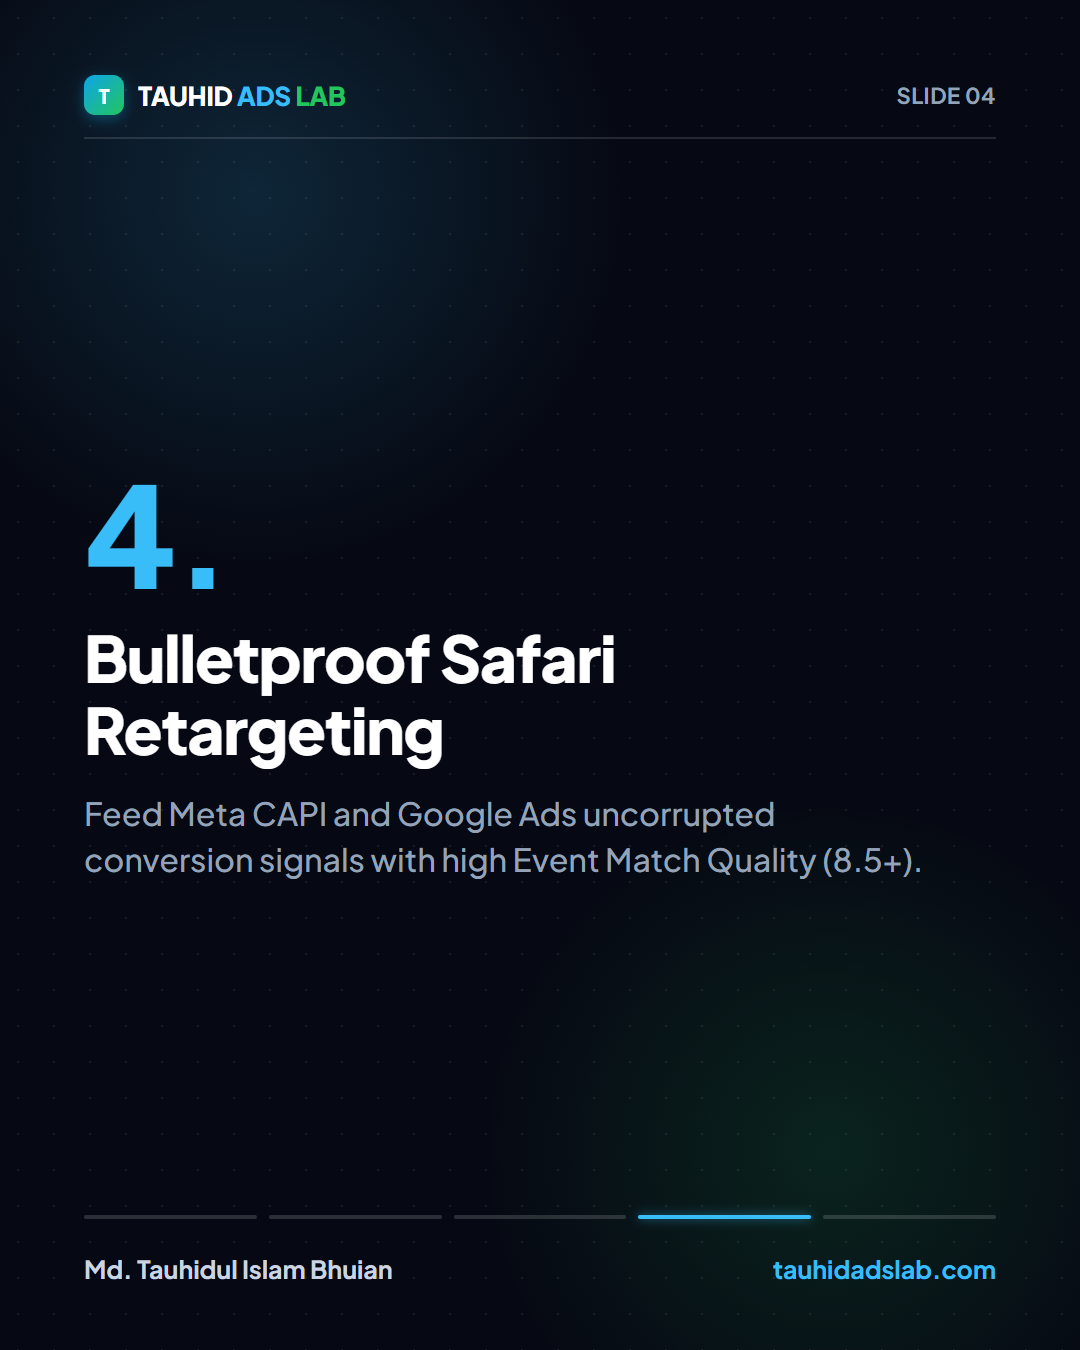 T TAUHID ADS LAB
SLIDE 04
4.
Bulletproof Safari
Retargeting
Feed Meta CAPI and Google Ads uncorrupted
conversion signals with high Event Match Quality (8.5+).
Md. Tauhidul Islam Bhuian
tauhidadslab.com